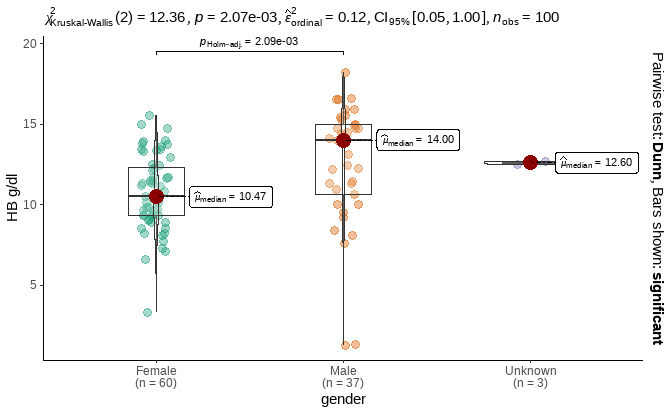 χ²Kruskal-Wallis (2) = 12.36, p = 2.07e-03, ε̂²ordinal = 0.12, CI95% [0.05, 1.00], nobs = 100
pHolm-adj. = 2.09e-03
20
15
10
5
HB g/dl
μ̂median = 10.47
μ̂median = 14.00
μ̂median = 12.60
Pairwise test: Dunn, Bars shown: significant
Female
(n = 60)
Male
(n = 37)
Unknown
(n = 3)
gender